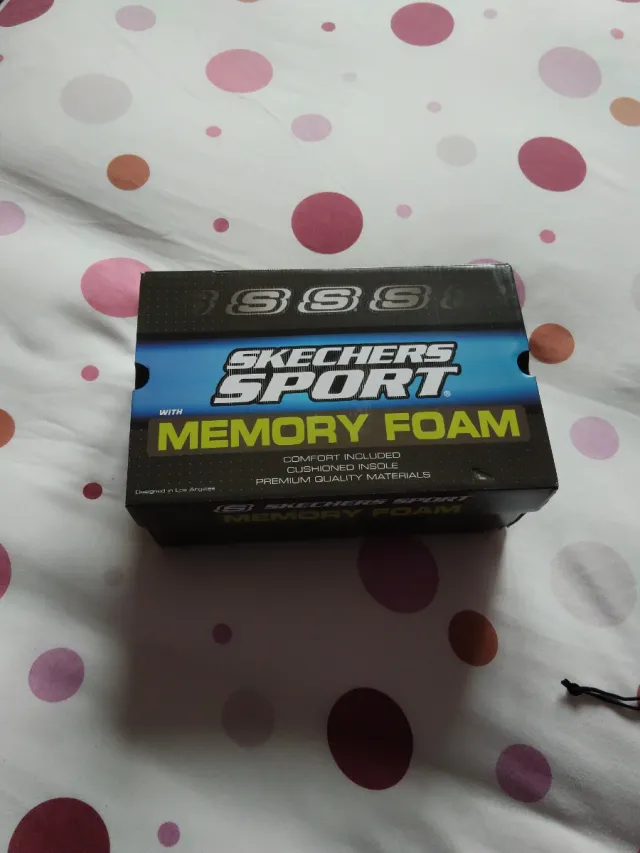 S S S
SKECHERS
SPORT®
WITH
MEMORY FOAM
COMFORT INCLUDED
CUSHIONED INSOLE
PREMIUM QUALITY MATERIALS
Designed in Los Angeles
S SKECHERS SPORT
MEMORY FOAM